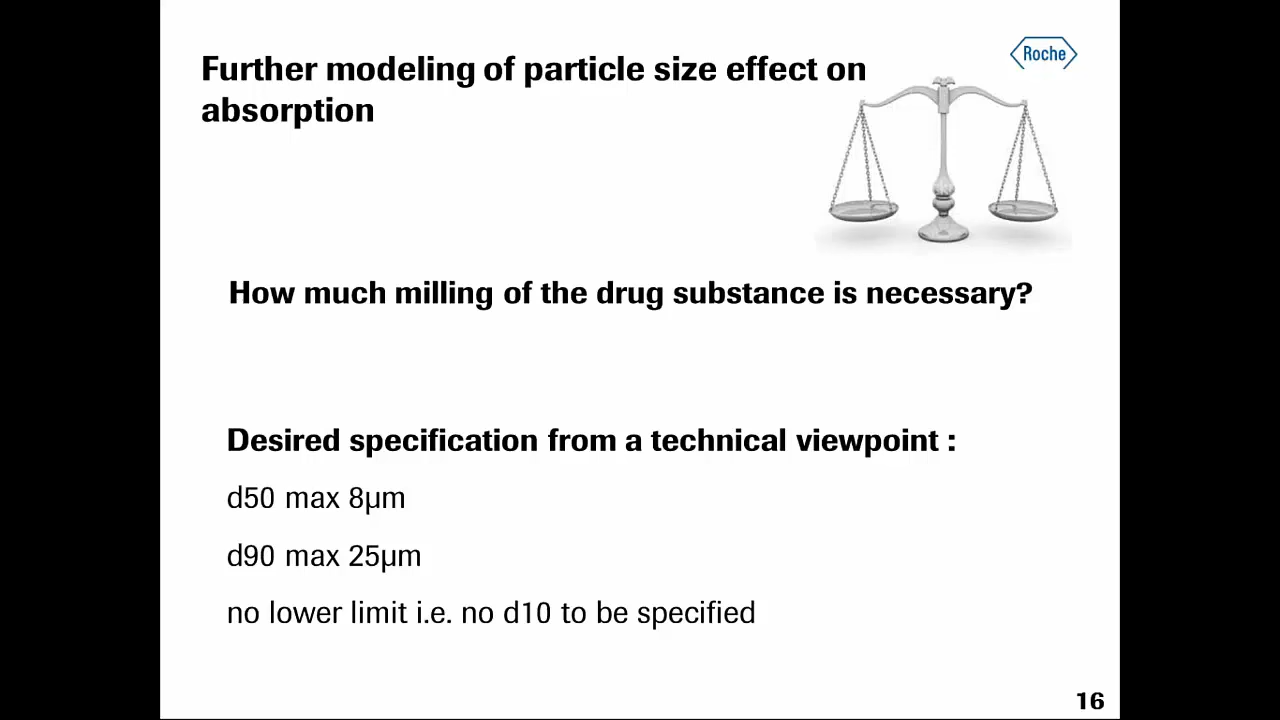 Further modeling of particle size effect on
absorption
Roche
How much milling of the drug substance is necessary?
Desired specification from a technical viewpoint :
d50 max 8µm
d90 max 25µm
no lower limit i.e. no d10 to be specified
16